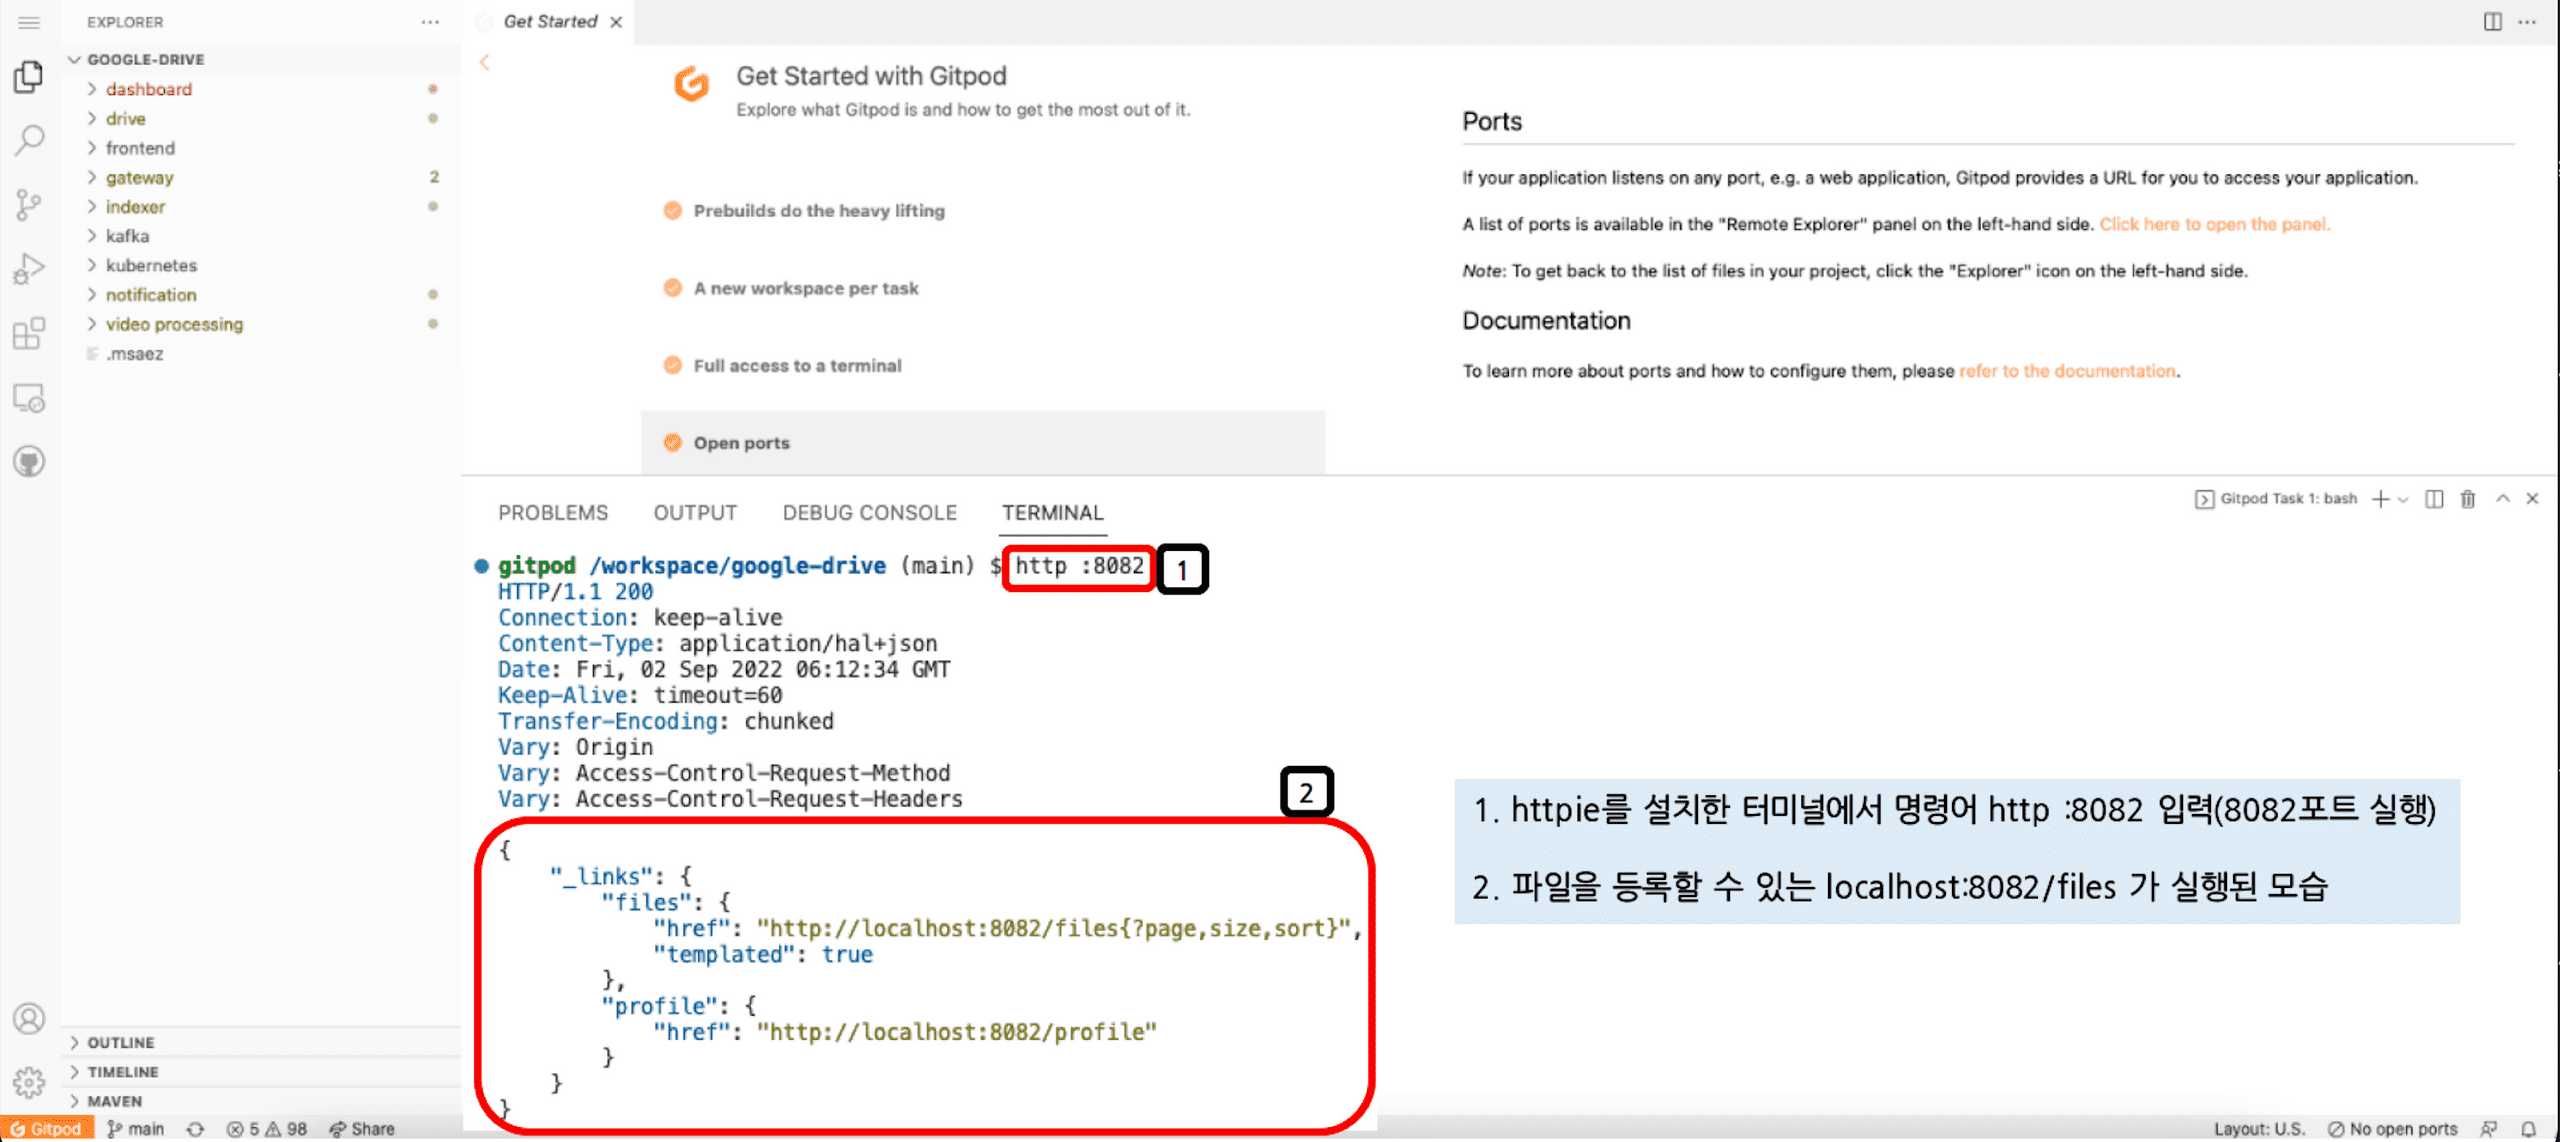 EXPLORER
GOOGLE-DRIVE
dashboard
drive
frontend
gateway 2
indexer
kafka
kubernetes
notification
video processing
.msaez
OUTLINE
TIMELINE
MAVEN
Get Started
Get Started with Gitpod
Explore what Gitpod is and how to get the most out of it.
Prebuilds do the heavy lifting
A new workspace per task
Full access to a terminal
Open ports
Ports
If your application listens on any port, e.g. a web application, Gitpod provides a URL for you to access your application.
A list of ports is available in the "Remote Explorer" panel on the left-hand side. Click here to open the panel.
Note: To get back to the list of files in your project, click the "Explorer" icon on the left-hand side.
Documentation
To learn more about ports and how to configure them, please refer to the documentation.
PROBLEMS OUTPUT DEBUG CONSOLE TERMINAL
Gitpod Task 1: bash
gitpod /workspace/google-drive (main) $ http :8082
1
HTTP/1.1 200
Connection: keep-alive
Content-Type: application/hal+json
Date: Fri, 02 Sep 2022 06:12:34 GMT
Keep-Alive: timeout=60
Transfer-Encoding: chunked
Vary: Origin
Vary: Access-Control-Request-Method
Vary: Access-Control-Request-Headers
2
{
"_links": {
"files": {
"href": "http://localhost:8082/files{?page,size,sort}",
"templated": true
},
"profile": {
"href": "http://localhost:8082/profile"
}
}
}
1. httpie를 설치한 터미널에서 명령어 http :8082 입력(8082포트 실행)
2. 파일을 등록할 수 있는 localhost:8082/files 가 실행된 모습
Gitpod main 5 98 Share
Layout: U.S. No open ports